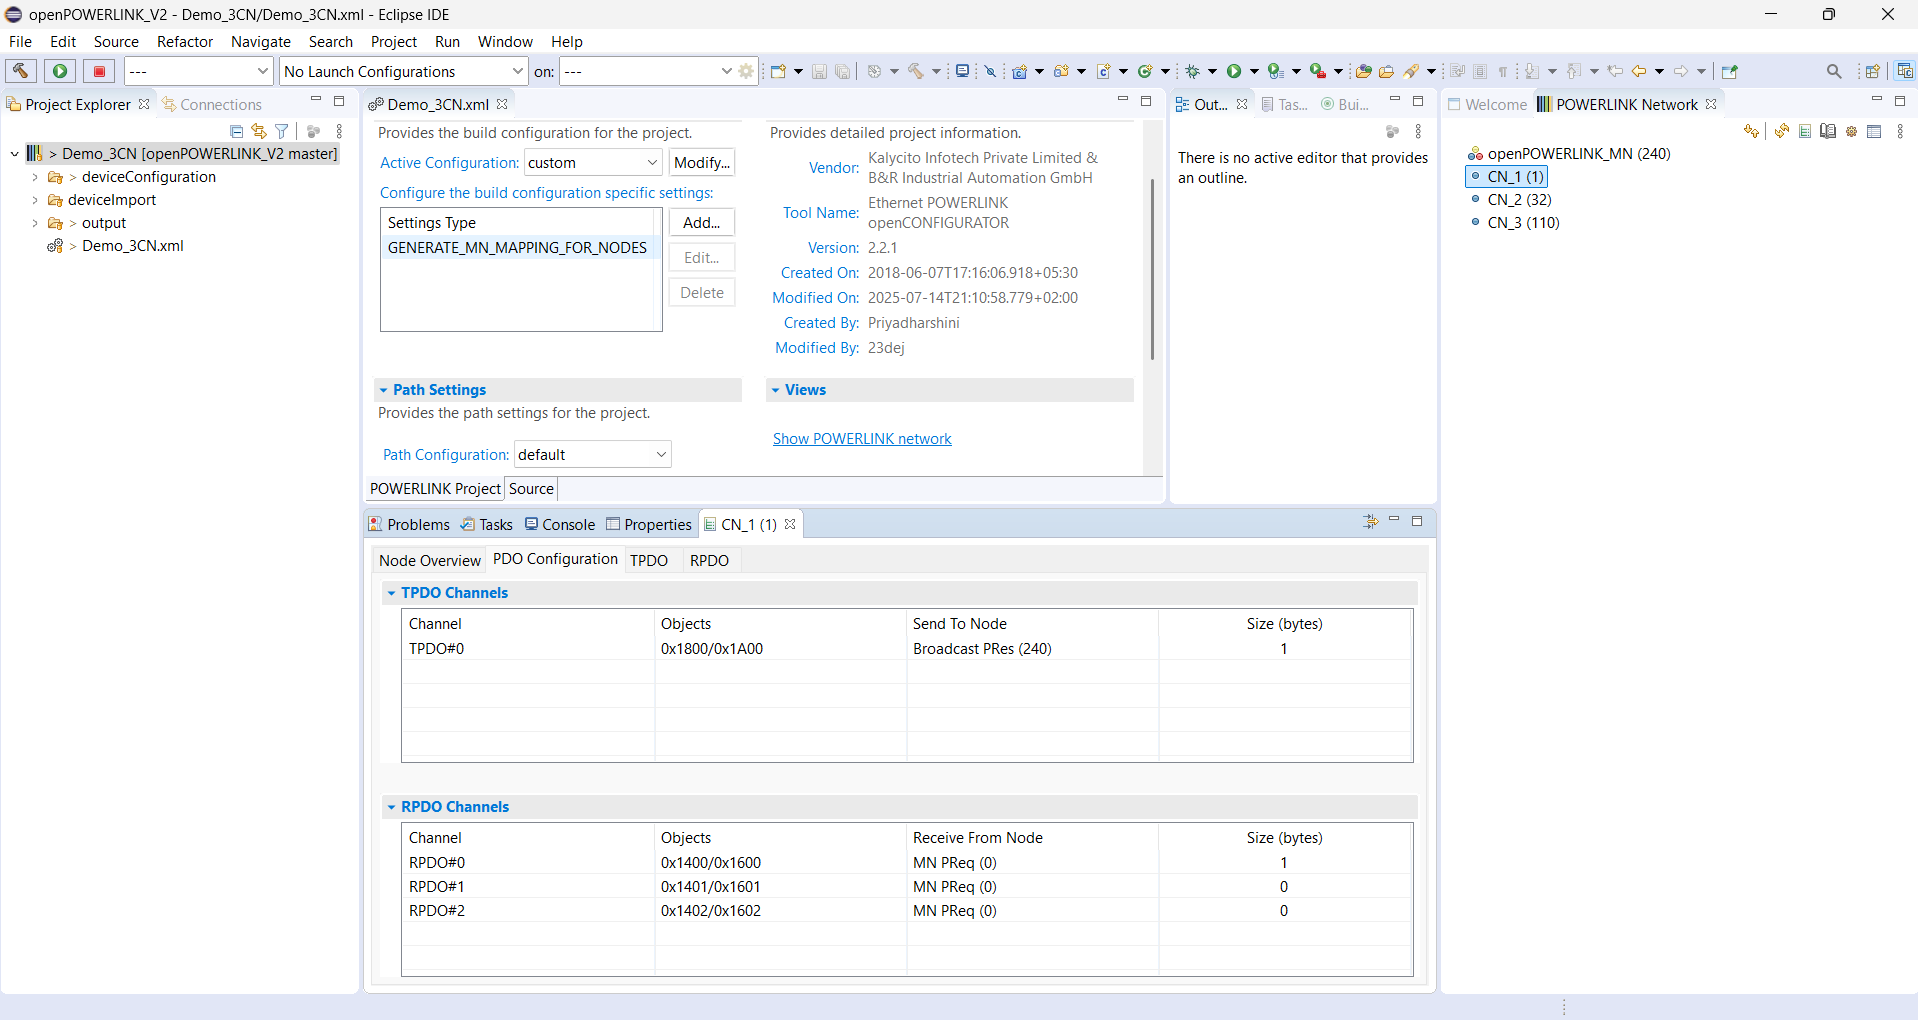 openPOWERLINK_V2 - Demo_3CN/Demo_3CN.xml - Eclipse IDE
File Edit Source Refactor Navigate Search Project Run Window Help
--- No Launch Configurations on: ---
Project Explorer Connections
> Demo_3CN [openPOWERLINK_V2 master]
> deviceConfiguration
deviceImport
> output
> Demo_3CN.xml
Demo_3CN.xml
Provides the build configuration for the project.
Active Configuration: custom Modify...
Configure the build configuration specific settings:
Settings Type
GENERATE_MN_MAPPING_FOR_NODES
Add...
Edit...
Delete
Path Settings
Provides the path settings for the project.
Path Configuration: default
Provides detailed project information.
Vendor: Kalycito Infotech Private Limited &
B&R Industrial Automation GmbH
Tool Name: Ethernet POWERLINK
openCONFIGURATOR
Version: 2.2.1
Created On: 2018-06-07T17:16:06.918+05:30
Modified On: 2025-07-14T21:10:58.779+02:00
Created By: Priyadharshini
Modified By: 23dej
Views
Show POWERLINK network
POWERLINK Project Source
Out... Tas... Bui...
There is no active editor that provides
an outline.
Welcome POWERLINK Network
openPOWERLINK_MN (240)
CN_1 (1)
CN_2 (32)
CN_3 (110)
Problems Tasks Console Properties CN_1 (1)
Node Overview PDO Configuration TPDO RPDO
TPDO Channels
Channel Objects Send To Node Size (bytes)
TPDO#0 0x1800/0x1A00 Broadcast PRes (240) 1
RPDO Channels
Channel Objects Receive From Node Size (bytes)
RPDO#0 0x1400/0x1600 MN PReq (0) 1
RPDO#1 0x1401/0x1601 MN PReq (0) 0
RPDO#2 0x1402/0x1602 MN PReq (0) 0